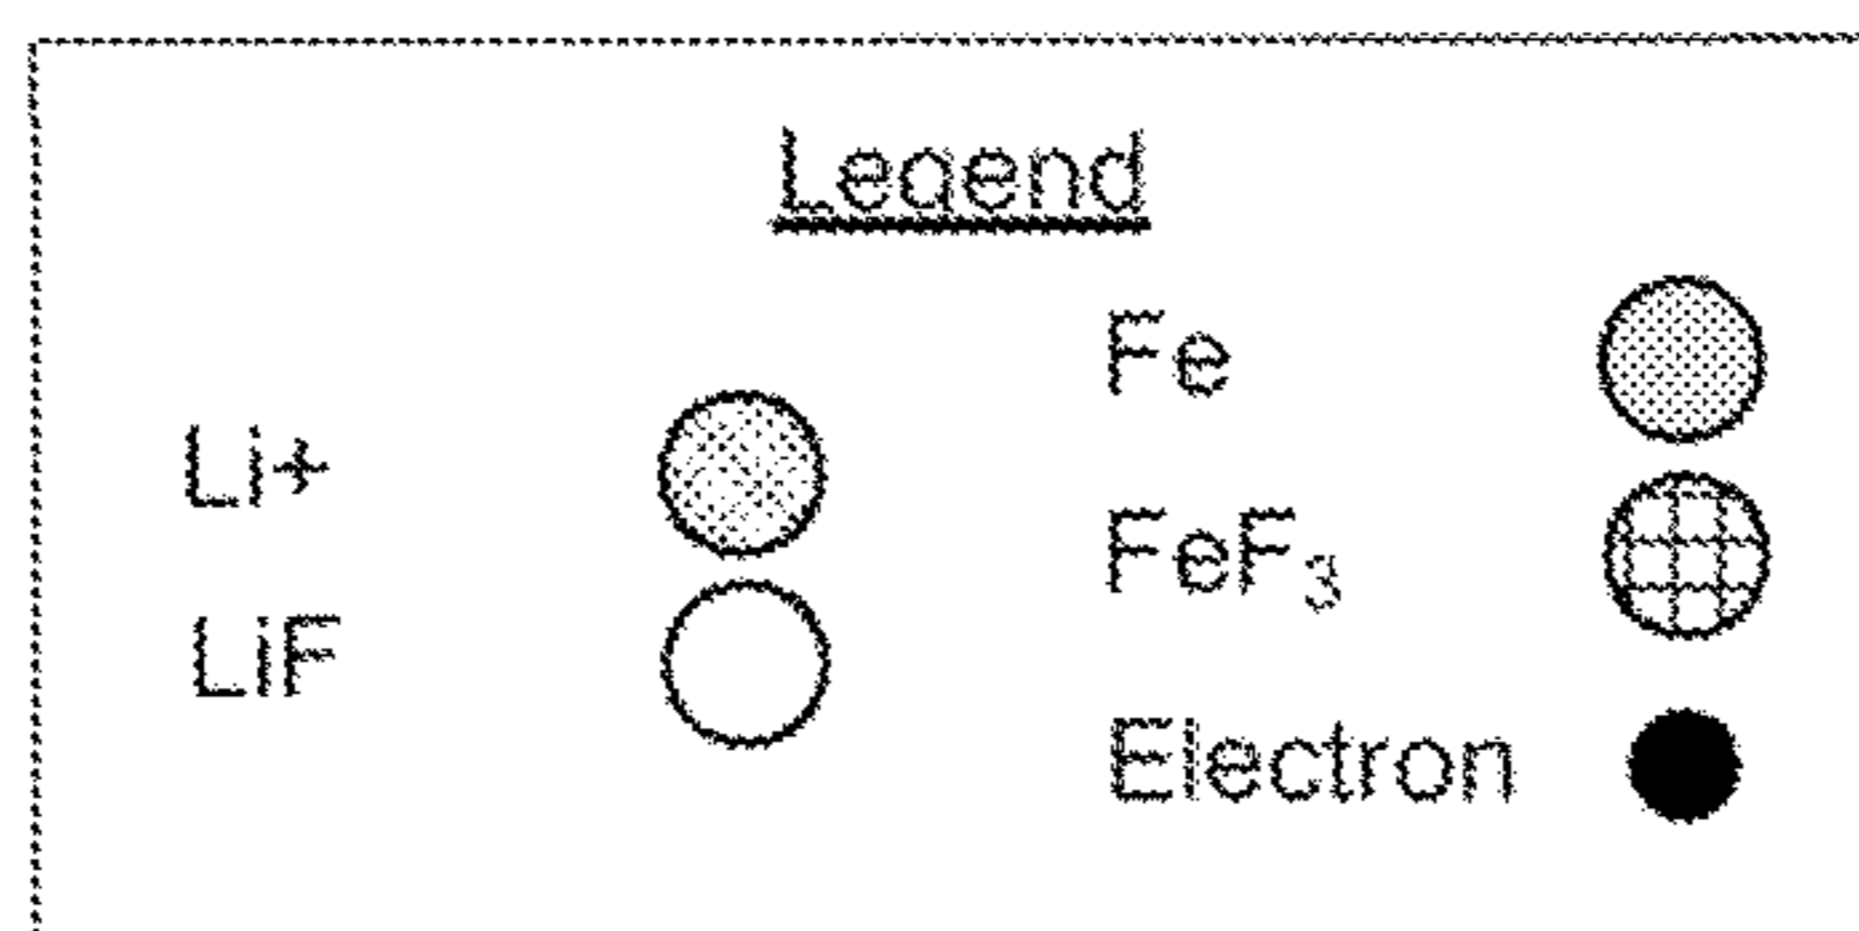 Legend
Li+
LiF
Fe
FeF₃
Electron